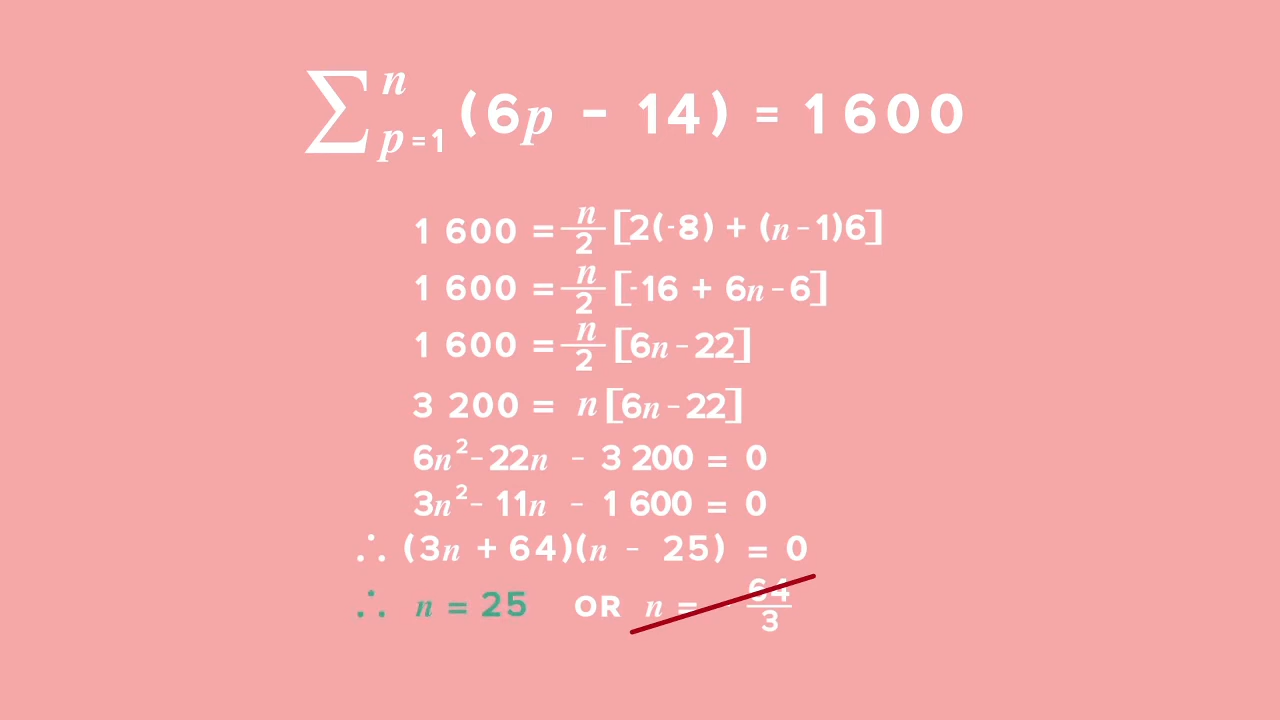 ∑ⁿₚ₌₁ (6p - 14) = 1 600
1 600 = n/2 [2(-8) + (n - 1)6]
1 600 = n/2 [-16 + 6n - 6]
1 600 = n/2 [6n - 22]
3 200 = n [6n - 22]
6n² - 22n - 3 200 = 0
3n² - 11n - 1 600 = 0
∴ (3n + 64)(n - 25) = 0
∴ n = 25 OR n = - 64/3